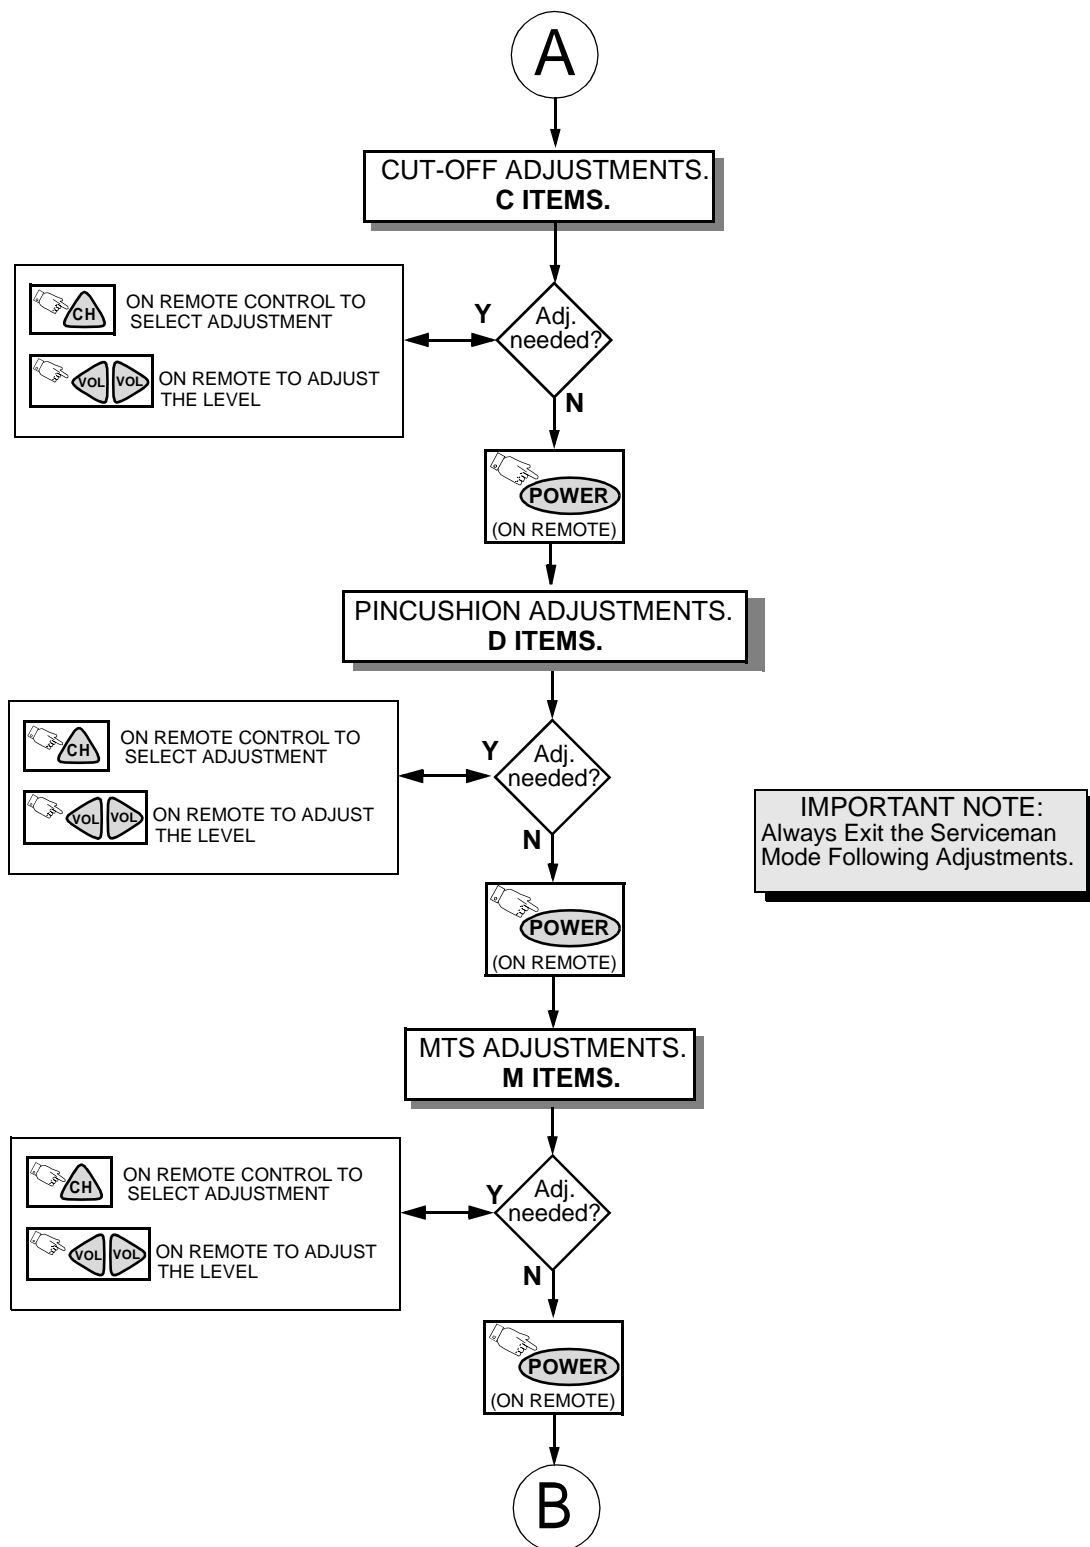 A
CUT-OFF ADJUSTMENTS.
C ITEMS.
CH
ON REMOTE CONTROL TO
SELECT ADJUSTMENT
VOL VOL
ON REMOTE TO ADJUST
THE LEVEL
Y
Adj.
needed?
N
POWER
(ON REMOTE)
PINCUSHION ADJUSTMENTS.
D ITEMS.
CH
ON REMOTE CONTROL TO
SELECT ADJUSTMENT
VOL VOL
ON REMOTE TO ADJUST
THE LEVEL
Y
Adj.
needed?
N
IMPORTANT NOTE:
Always Exit the Serviceman
Mode Following Adjustments.
POWER
(ON REMOTE)
MTS ADJUSTMENTS.
M ITEMS.
CH
ON REMOTE CONTROL TO
SELECT ADJUSTMENT
VOL VOL
ON REMOTE TO ADJUST
THE LEVEL
Y
Adj.
needed?
N
POWER
(ON REMOTE)
B